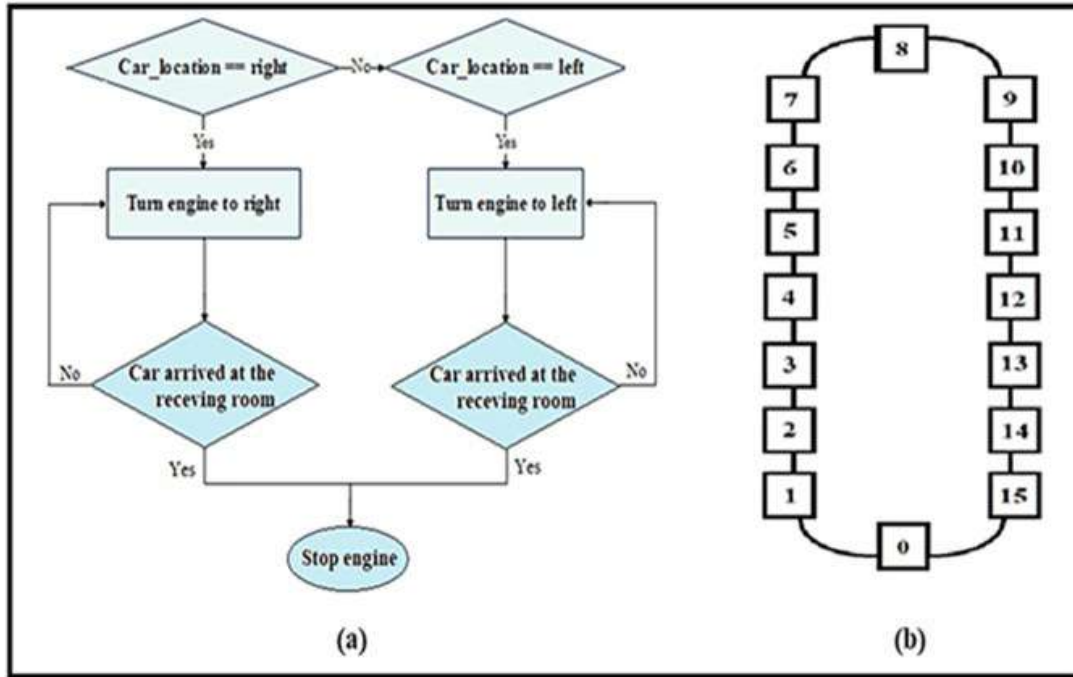 Car_location == right
No
Car_location == left
Yes
Yes
Turn engine to right
Turn engine to left
Car arrived at the
receving room
No
Car arrived at the
receving room
No
Yes
Yes
Stop engine
(a)
8
7
9
6
10
5
11
4
12
3
13
2
14
1
15
0
(b)